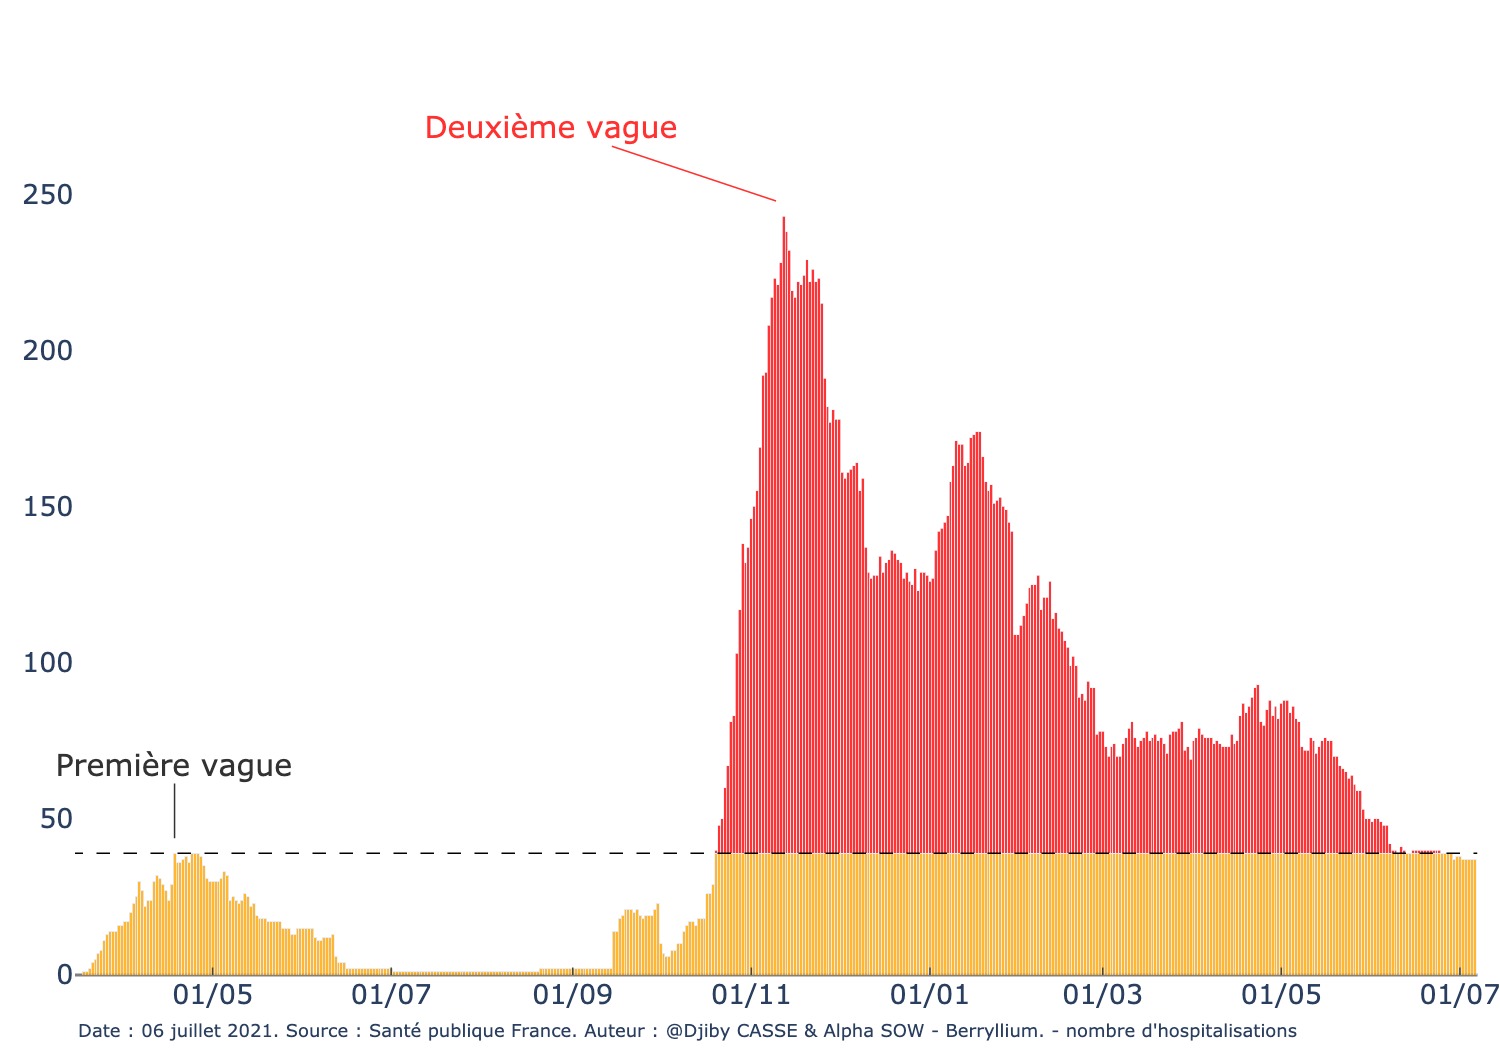 Deuxième vague
250
200
150
100
Première vague
50
0
01/05 01/07 01/09 01/11 01/01 01/03 01/05 01/07
Date : 06 juillet 2021. Source : Santé publique France. Auteur : @Djiby CASSE & Alpha SOW - Berryllium. - nombre d'hospitalisations